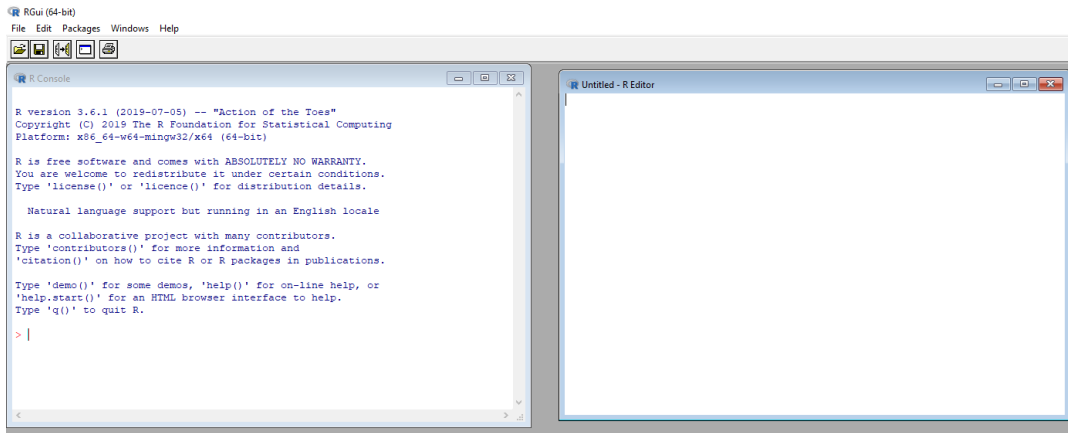 RGui (64-bit)
File Edit Packages Windows Help
R Console
R version 3.6.1 (2019-07-05) -- "Action of the Toes"
Copyright (C) 2019 The R Foundation for Statistical Computing
Platform: x86_64-w64-mingw32/x64 (64-bit)
R is free software and comes with ABSOLUTELY NO WARRANTY.
You are welcome to redistribute it under certain conditions.
Type 'license()' or 'licence()' for distribution details.
Natural language support but running in an English locale
R is a collaborative project with many contributors.
Type 'contributors()' for more information and
'citation()' on how to cite R or R packages in publications.
Type 'demo()' for some demos, 'help()' for on-line help, or
'help.start()' for an HTML browser interface to help.
Type 'q()' to quit R.
>
Untitled - R Editor